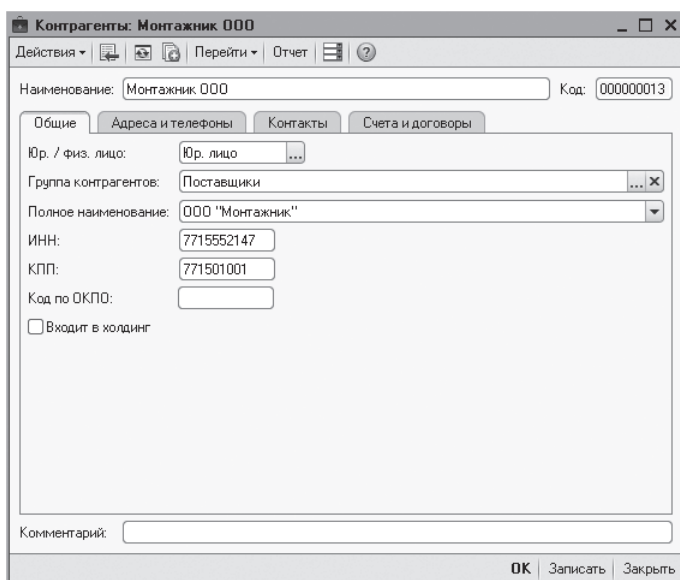 Контрагенты: Монтажник ООО
Действия Перейти Отчет
Наименование: Монтажник ООО Код: 000000013
Общие Адреса и телефоны Контакты Счета и договоры
Юр. / физ. лицо: Юр. лицо ...
Группа контрагентов: Поставщики ... x
Полное наименование: ООО "Монтажник"
ИНН: 7715552147
КПП: 771501001
Код по ОКПО:
Входит в холдинг
Комментарий:
OK Записать Закрыть